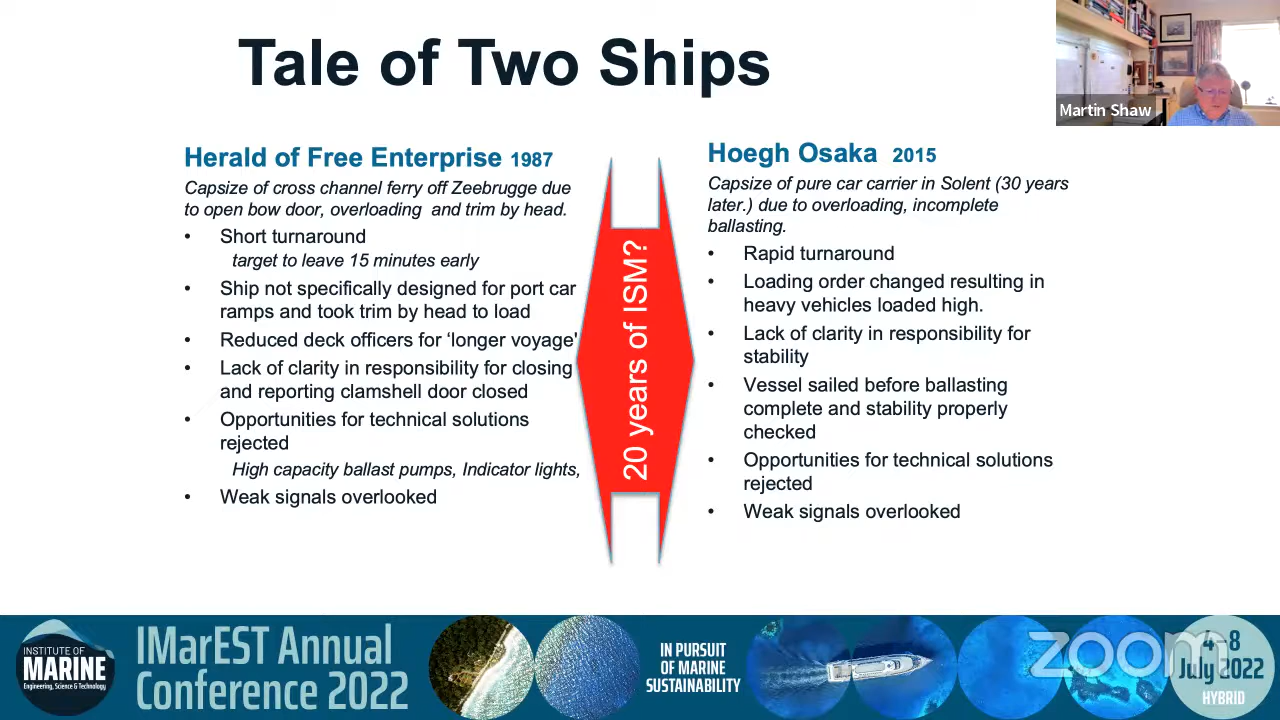 Tale of Two Ships
Martin Shaw
Herald of Free Enterprise 1987
Capsize of cross channel ferry off Zeebrugge due
to open bow door, overloading and trim by head.
• Short turnaround
target to leave 15 minutes early
• Ship not specifically designed for port car
ramps and took trim by head to load
• Reduced deck officers for ‘longer voyage’
• Lack of clarity in responsibility for closing
and reporting clamshell door closed
• Opportunities for technical solutions
rejected
High capacity ballast pumps, Indicator lights,
• Weak signals overlooked
20 years of ISM?
Hoegh Osaka 2015
Capsize of pure car carrier in Solent (30 years
later.) due to overloading, incomplete
ballasting.
• Rapid turnaround
• Loading order changed resulting in
heavy vehicles loaded high.
• Lack of clarity in responsibility for
stability
• Vessel sailed before ballasting
complete and stability properly
checked
• Opportunities for technical solutions
rejected
• Weak signals overlooked
INSTITUTE OF
MARINE
Engineering, Science & Technology
IMarEST Annual
Conference 2022
IN PURSUIT
OF MARINE
SUSTAINABILITY
zoom
4–8
July 2022
HYBRID